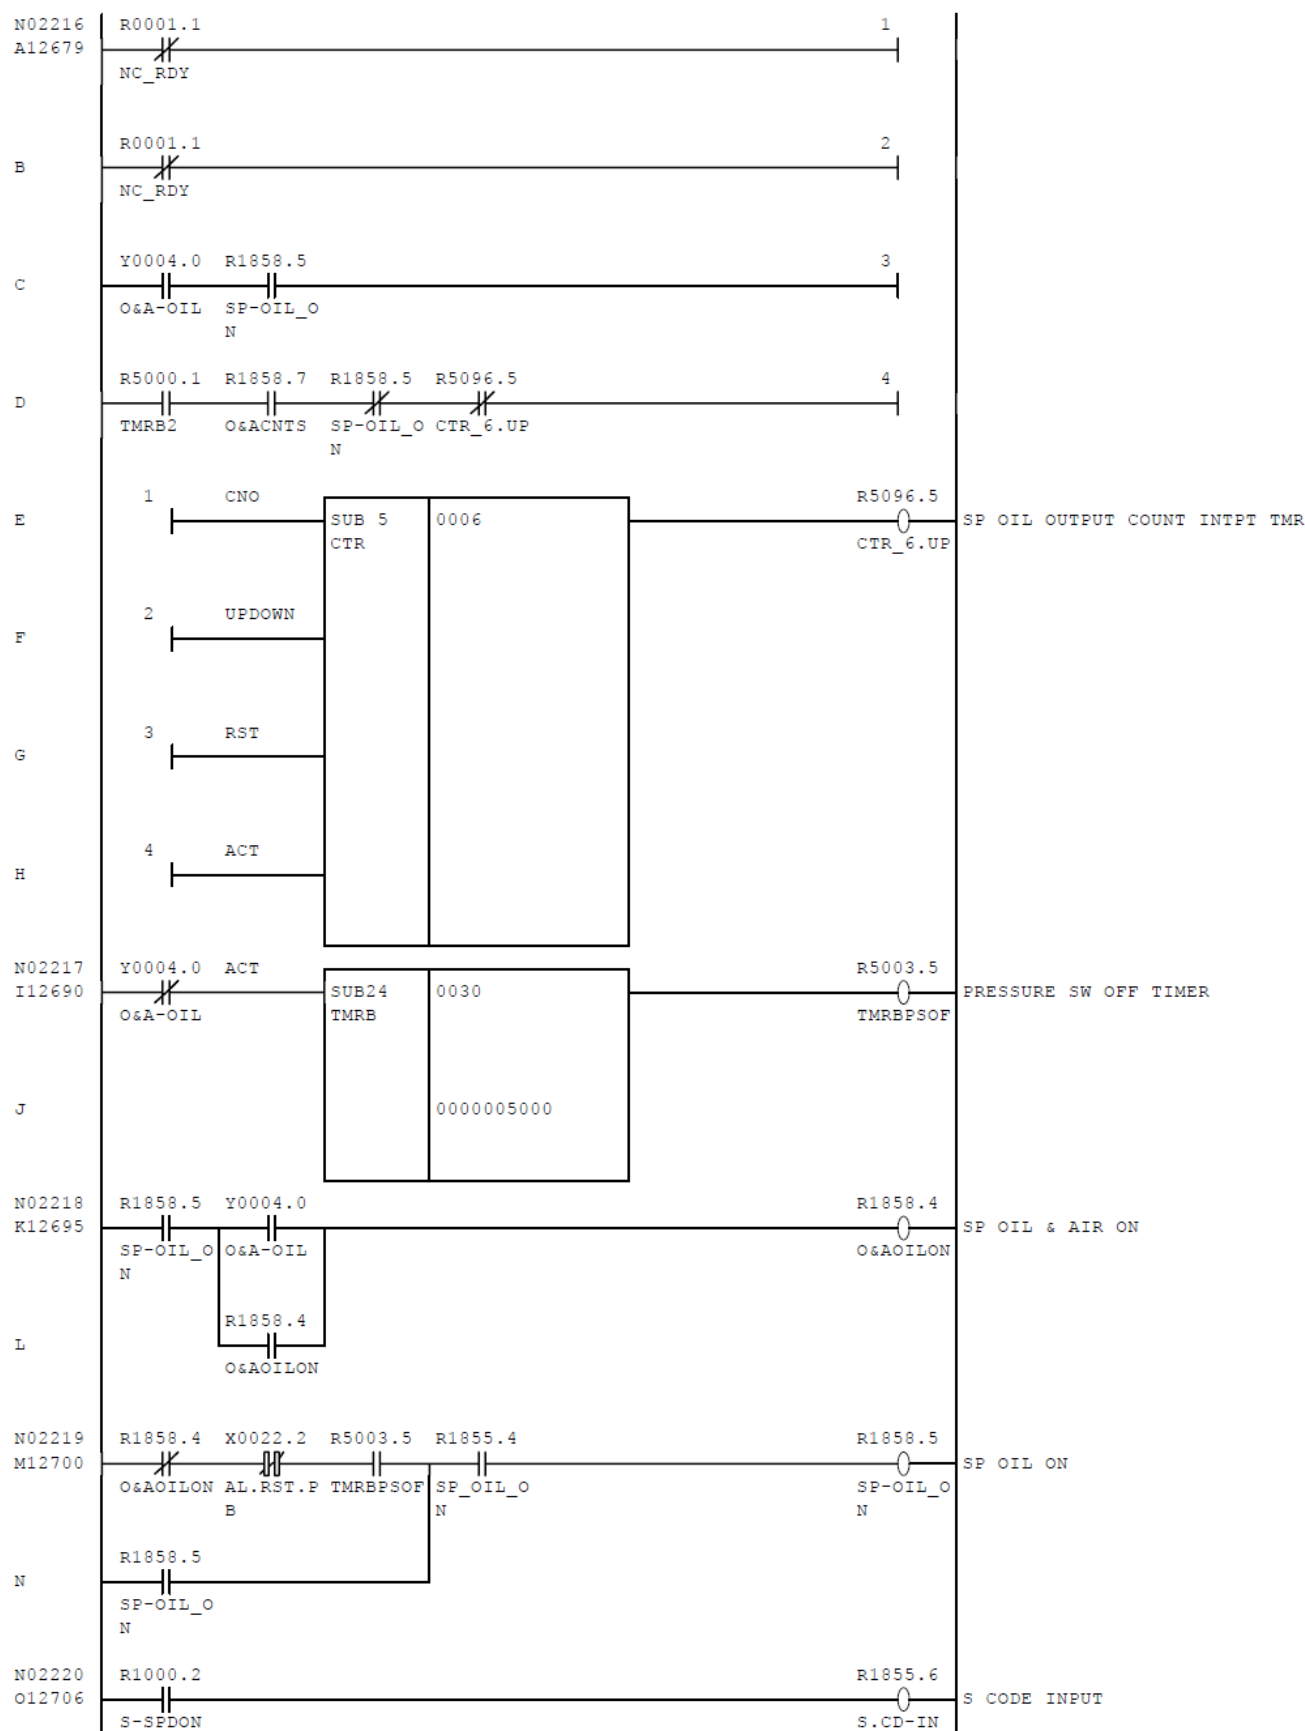 N02216 R0001.1 1
A12679
NC_RDY
R0001.1 2
B
NC_RDY
Y0004.0 R1858.5 3
C
O&A-OIL SP-OIL_O
N
R5000.1 R1858.7 R1858.5 R5096.5 4
D
TMRB2 O&ACNTS SP-OIL_O CTR_6.UP
N
1 CNO R5096.5
E SUB 5 0006 SP OIL OUTPUT COUNT INTPT TMR
CTR CTR_6.UP
2 UPDOWN
F
3 RST
G
4 ACT
H
N02217 Y0004.0 ACT R5003.5
I12690 SUB24 0030 PRESSURE SW OFF TIMER
O&A-OIL TMRB TMRBPSOF
J 0000005000
N02218 R1858.5 Y0004.0 R1858.4
K12695 SP OIL & AIR ON
SP-OIL_O O&A-OIL O&AOILON
N
R1858.4
L
O&AOILON
N02219 R1858.4 X0022.2 R5003.5 R1855.4 R1858.5
M12700 SP OIL ON
O&AOILON AL.RST.P TMRBPSOF SP_OIL_O SP-OIL_O
B N N
R1858.5
N
SP-OIL_O
N
N02220 R1000.2 R1855.6
O12706 S CODE INPUT
S-SPDON S.CD-IN